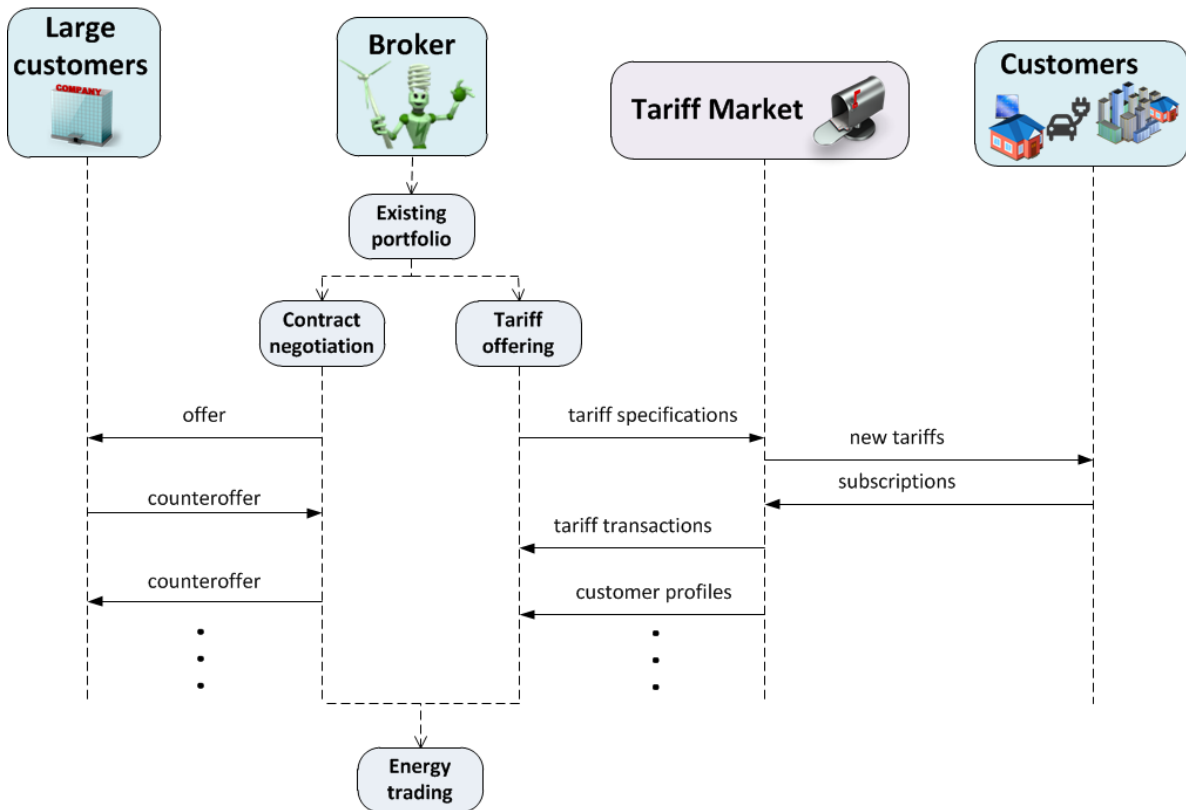 Large
customers
COMPANY
Broker
Tariff Market
Customers
Existing
portfolio
Contract
negotiation
Tariff
offering
offer
tariff specifications
new tariffs
subscriptions
counteroffer
tariff transactions
counteroffer
customer profiles
Energy
trading